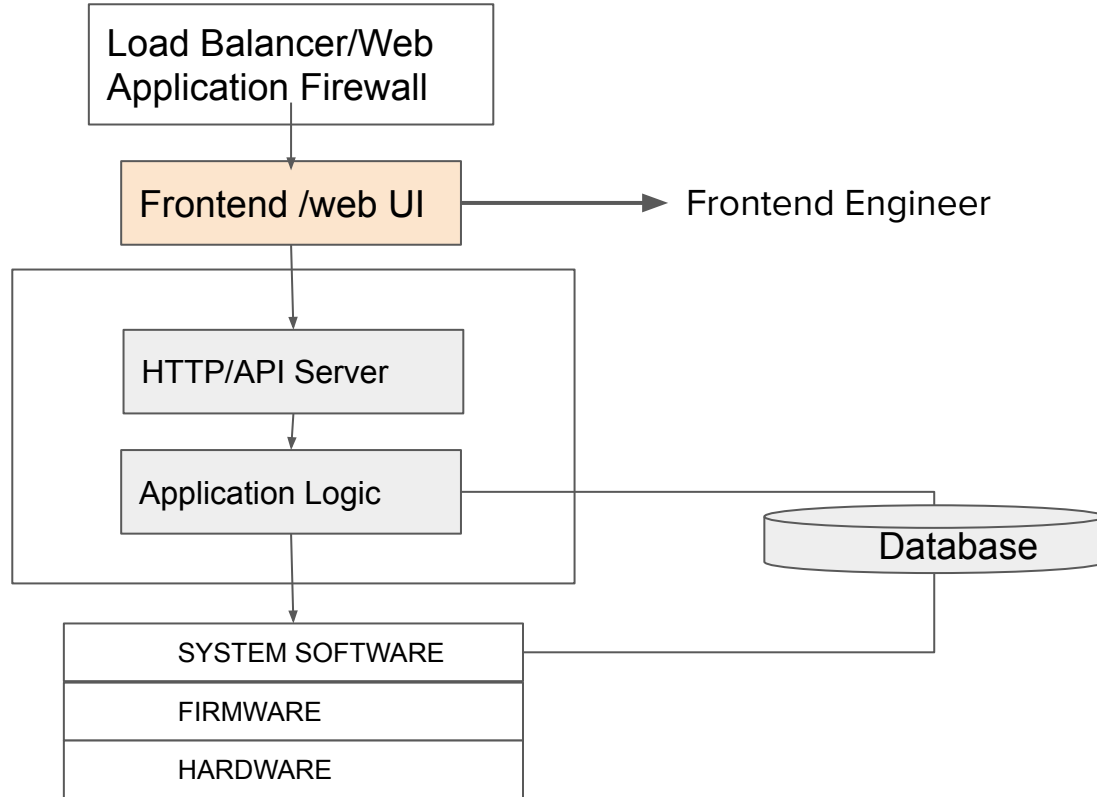 Load Balancer/Web
Application Firewall
Frontend /web UI
Frontend Engineer
HTTP/API Server
Application Logic
Database
SYSTEM SOFTWARE
FIRMWARE
HARDWARE